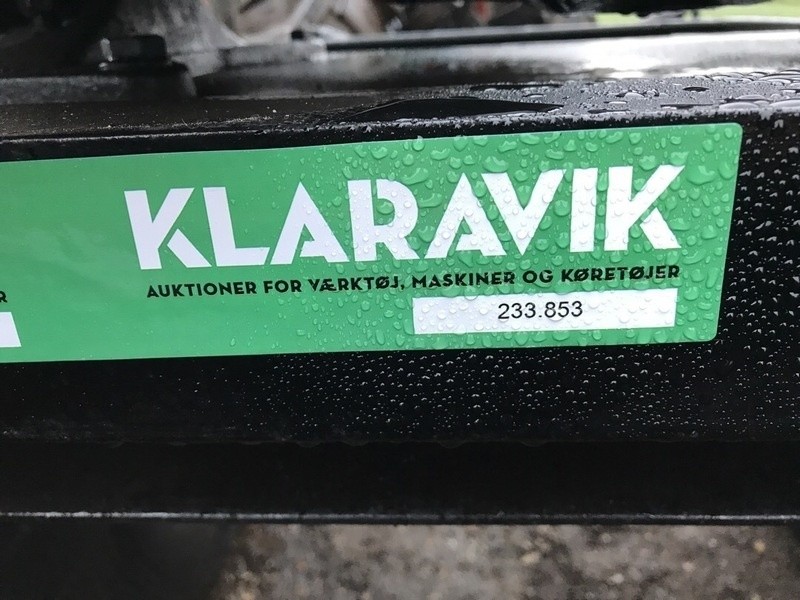 KLARAVIK
AUKTIONER FOR VÆRKTØJ, MASKINER OG KØRETØJER
R
233.853